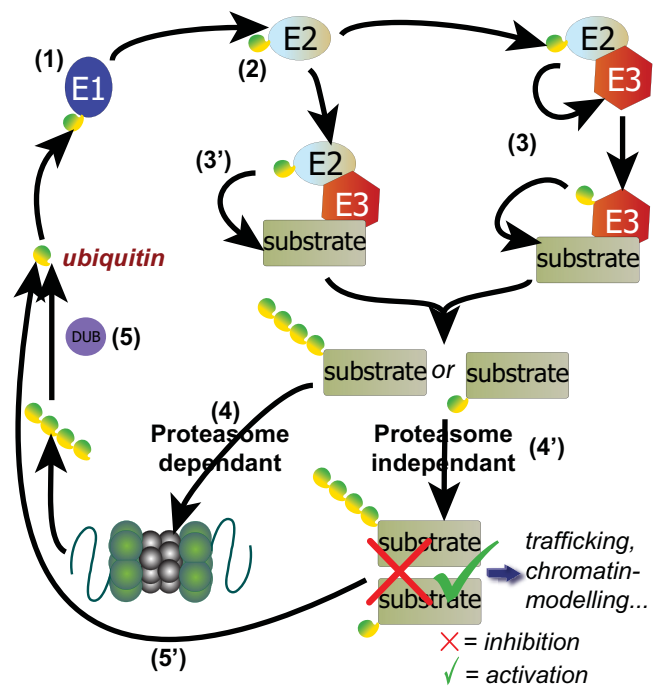 (1)
E1
E2
(2)
E2
E3
(3)
(3')
E2
E3
substrate
E3
substrate
ubiquitin
DUB
(5)
substrate
or
substrate
(4)
Proteasome
dependant
Proteasome
independant
(4')
substrate
substrate
trafficking,
chromatin-
modelling...
(5')
= inhibition
= activation